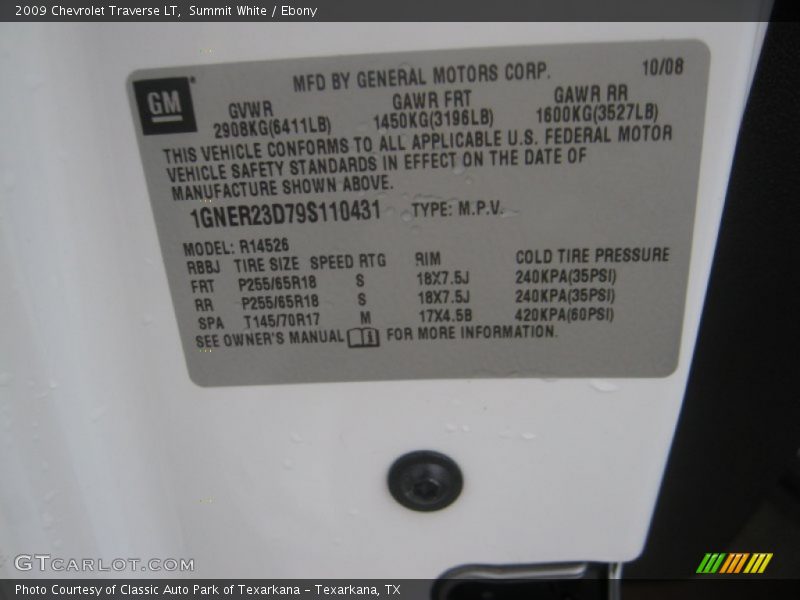 2009 Chevrolet Traverse LT, Summit White / Ebony
GM
MFD BY GENERAL MOTORS CORP. 10/08
GVWR GAWR FRT GAWR RR
2908KG(6411LB) 1450KG(3196LB) 1600KG(3527LB)
THIS VEHICLE CONFORMS TO ALL APPLICABLE U.S. FEDERAL MOTOR
VEHICLE SAFETY STANDARDS IN EFFECT ON THE DATE OF
MANUFACTURE SHOWN ABOVE.
1GNER23D79S110431 TYPE: M.P.V.
MODEL: R14526
RBBJ TIRE SIZE SPEED RTG RIM COLD TIRE PRESSURE
FRT P255/65R18 S 18X7.5J 240KPA(35PSI)
RR P255/65R18 S 18X7.5J 240KPA(35PSI)
SPA T145/70R17 M 17X4.5B 420KPA(60PSI)
SEE OWNER'S MANUAL FOR MORE INFORMATION.
GTCARLOT.COM
Photo Courtesy of Classic Auto Park of Texarkana - Texarkana, TX